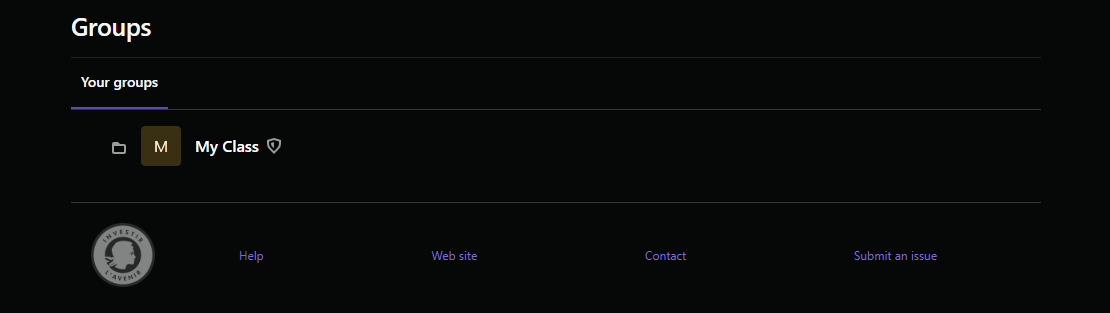 Groups
Your groups
M
My Class
INVESTIR
L'AVENIR
Help
Web site
Contact
Submit an issue